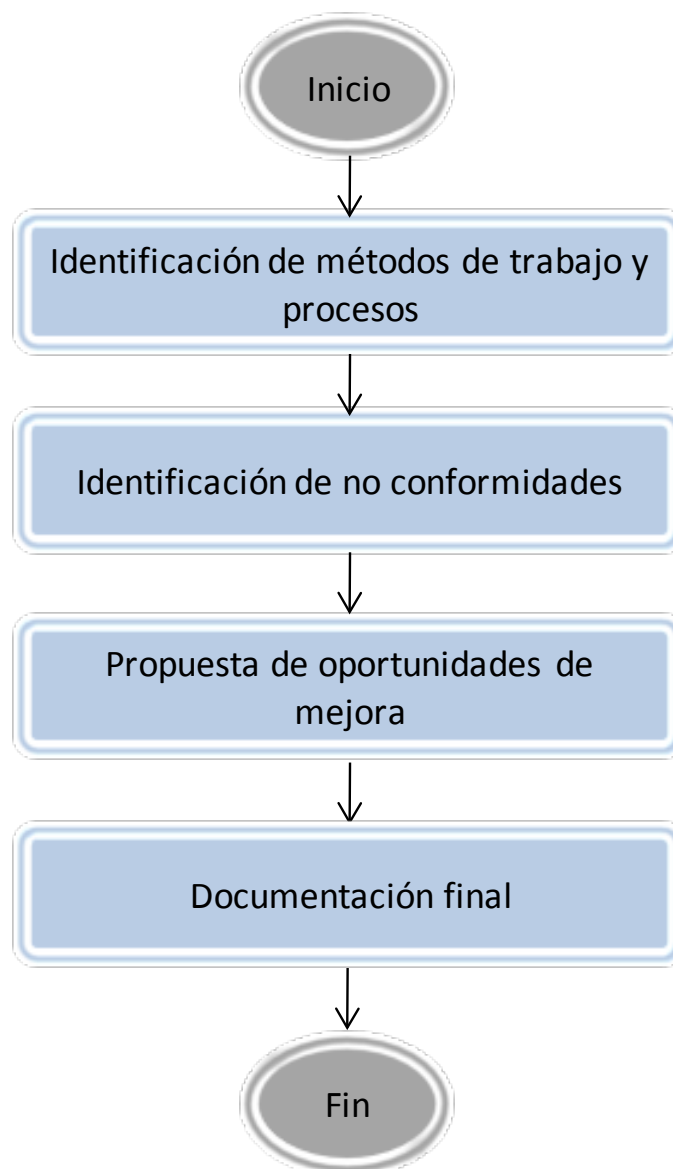 Inicio
Identificación de métodos de trabajo y
procesos
Identificación de no conformidades
Propuesta de oportunidades de
mejora
Documentación final
Fin